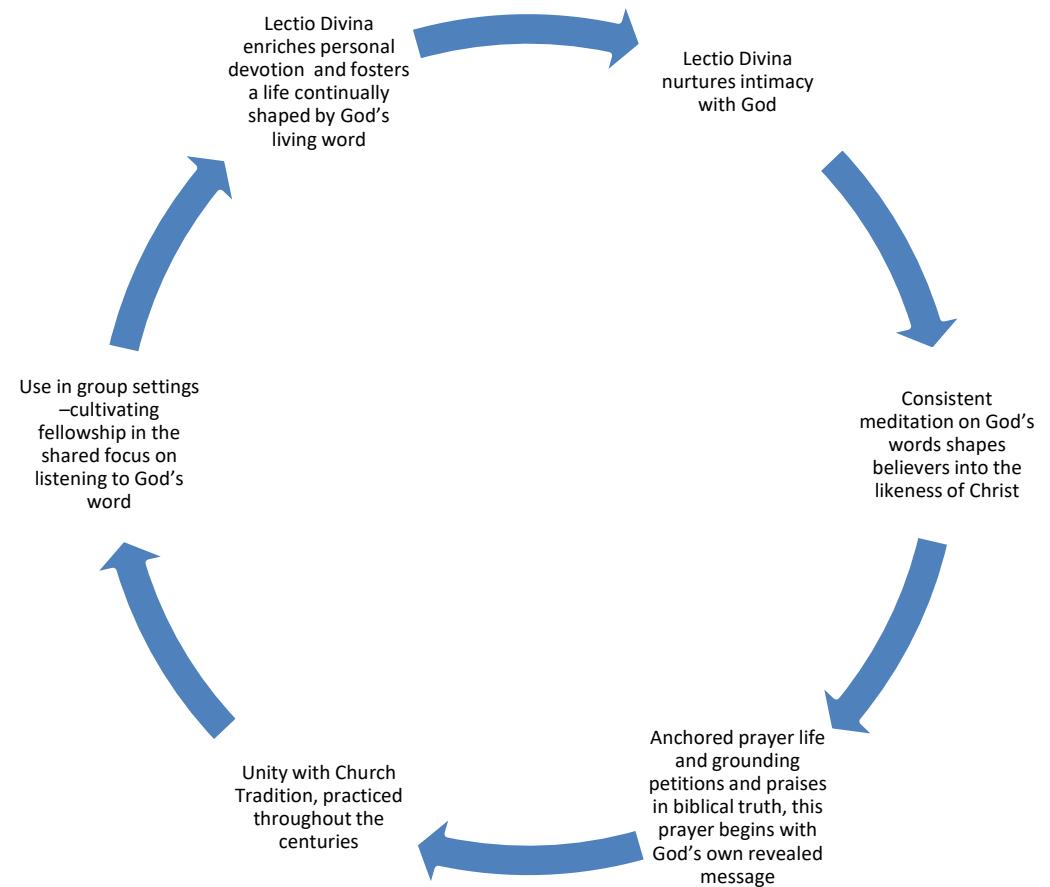 Lectio Divina
enriches personal
devotion  and fosters
a life continually
shaped by God’s
living word
Lectio Divina
nurtures intimacy
with God
Consistent
meditation on God’s
words shapes
believers into the
likeness of Christ
Anchored prayer life
and grounding
petitions and praises
in biblical truth, this
prayer begins with
God’s own revealed
message
Unity with Church
Tradition, practiced
throughout the
centuries
Use in group settings
–cultivating
fellowship in the
shared focus on
listening to God’s
word